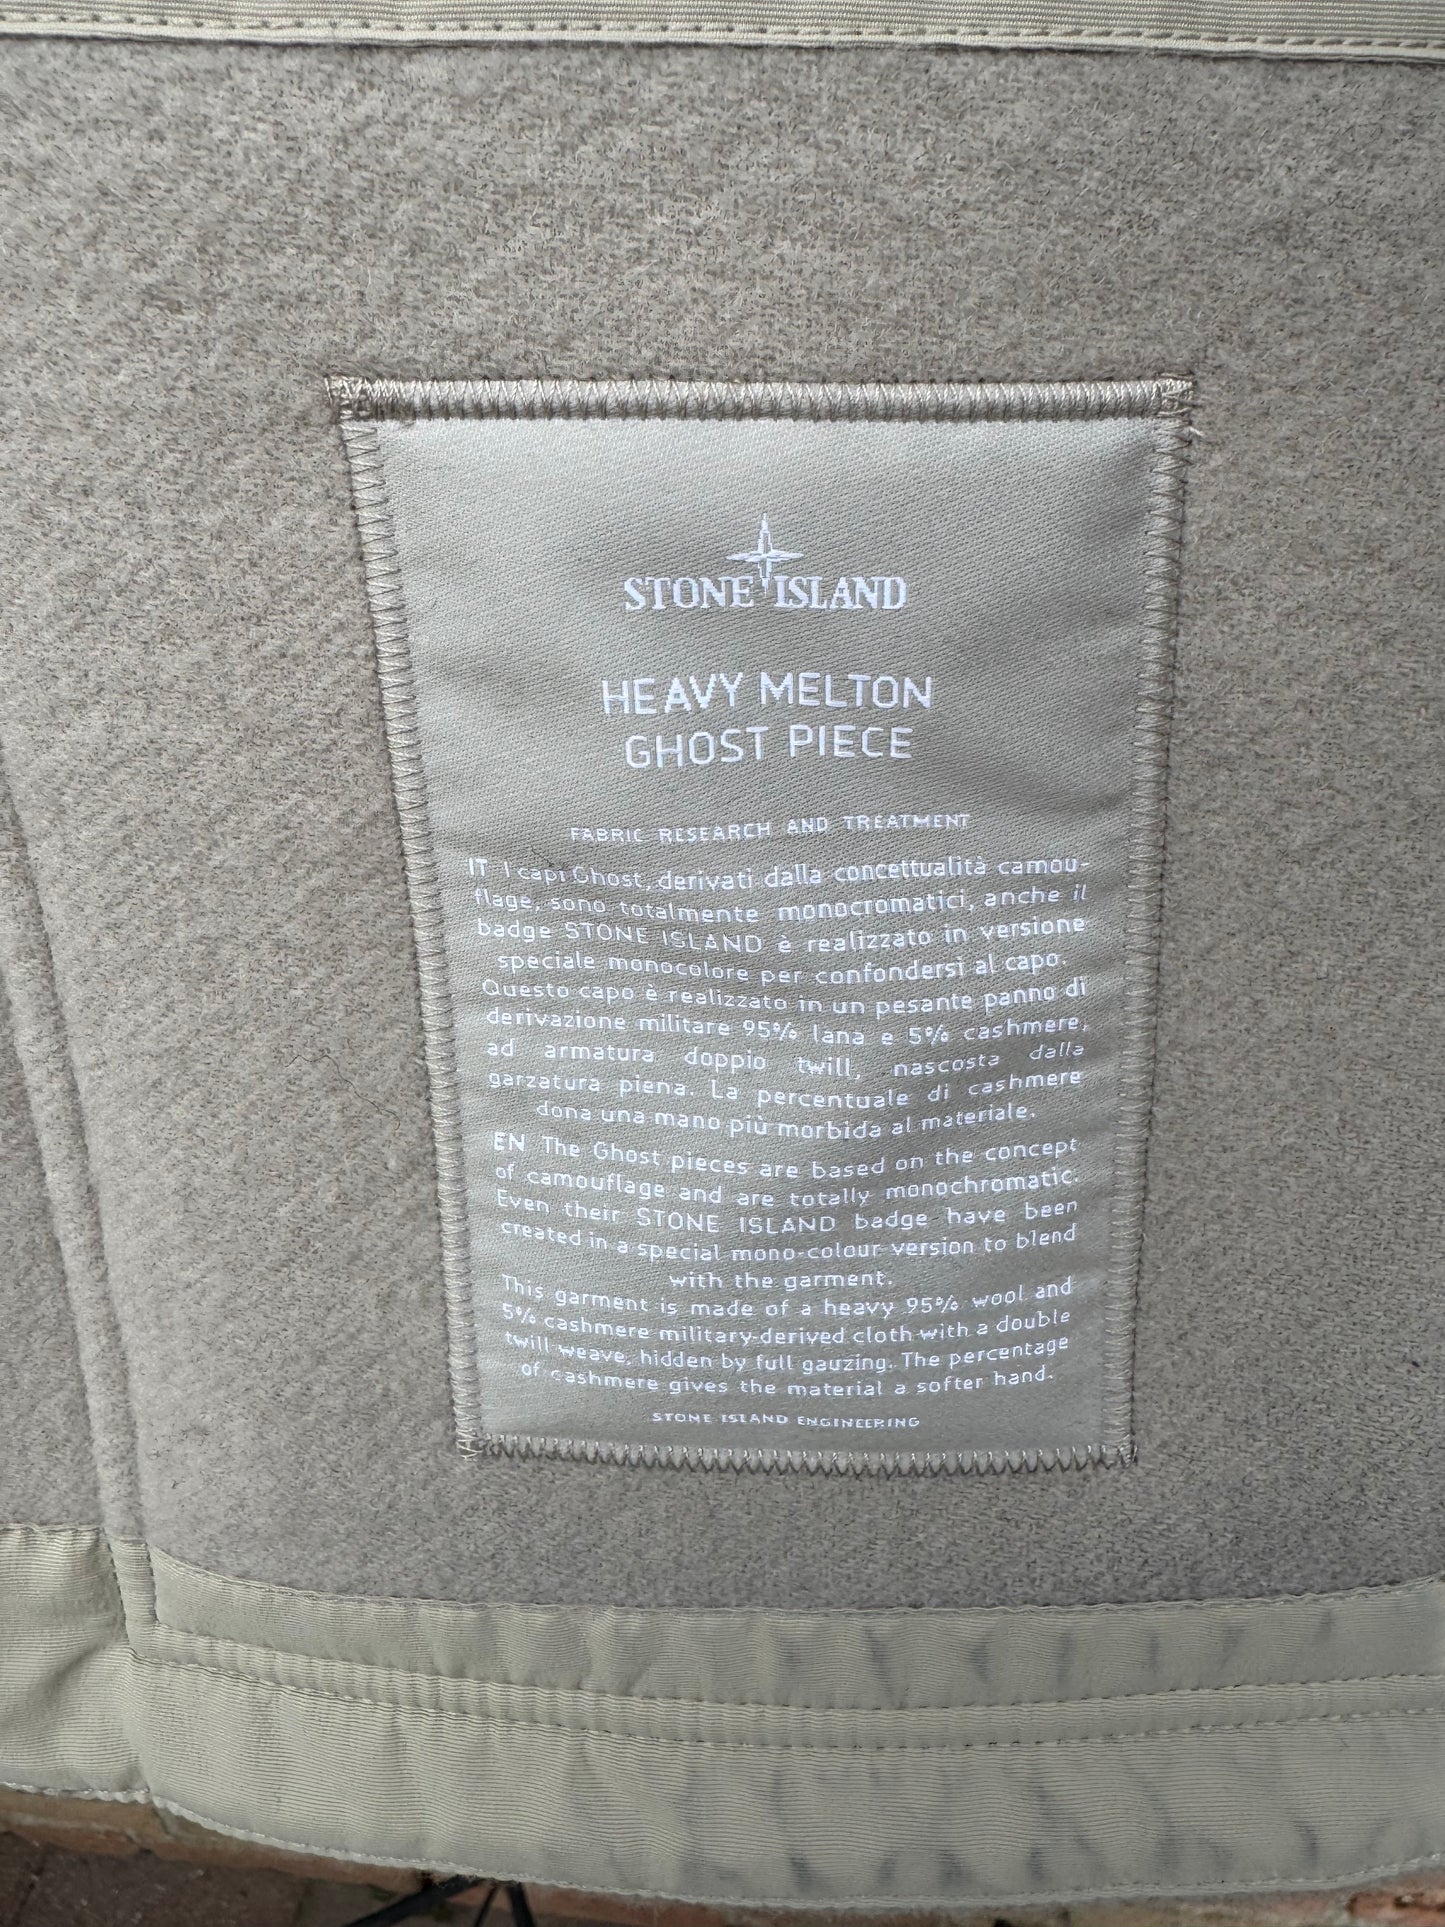 STONE ISLAND
HEAVY MELTON
GHOST PIECE
FABRIC RESEARCH AND TREATMENT
IT I capi Ghost, derivati dalla concettualità camou-
flage, sono totalmente monocromatici, anche il
badge STONE ISLAND è realizzato in versione
speciale monocolore per confondersi al capo.
Questo capo è realizzato in un pesante panno di
derivazione militare 95% lana e 5% cashmere,
ad armatura doppio twill, nascosta dalla
garzatura piena. La percentuale di cashmere
dona una mano più morbida al materiale.
EN The Ghost pieces are based on the concept
of camouflage and are totally monochromatic.
Even their STONE ISLAND badge have been
created in a special mono-colour version to blend
with the garment.
This garment is made of a heavy 95% wool and
5% cashmere military-derived cloth with a double
twill weave, hidden by full gauzing. The percentage
of cashmere gives the material a softer hand.
STONE ISLAND ENGINEERING